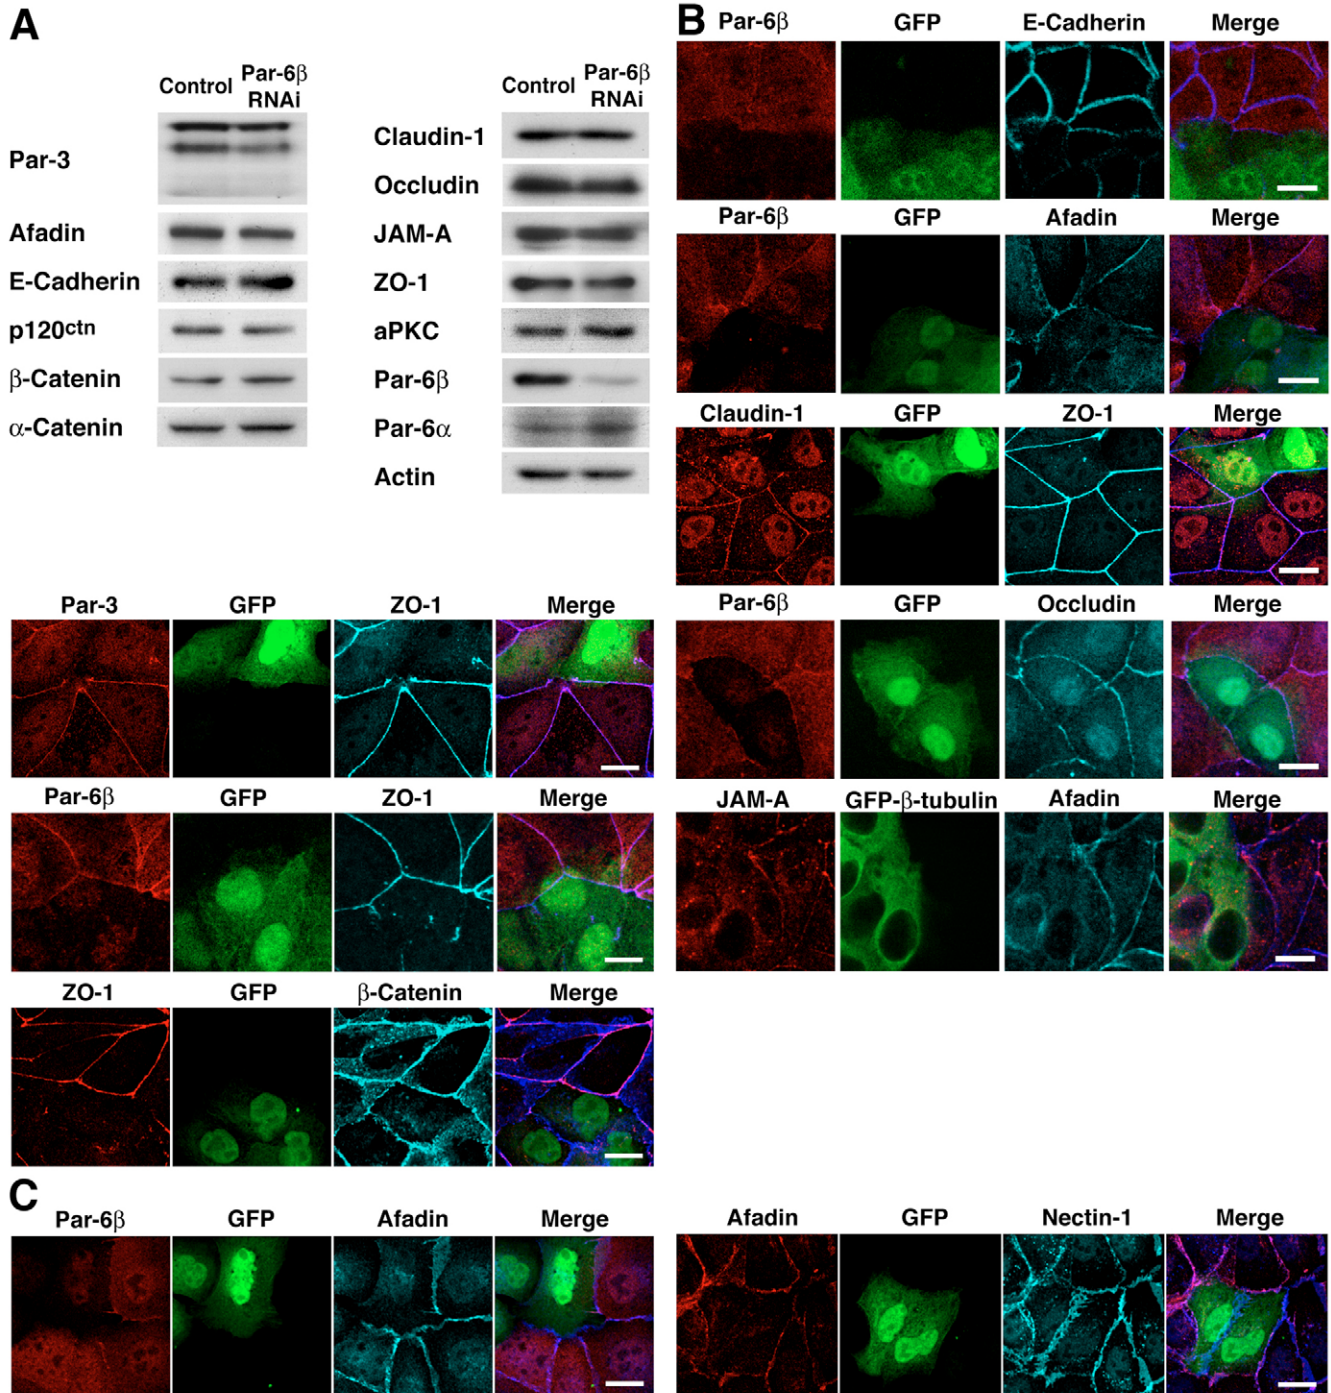 A
Control Par-6β
RNAi
Par-3
Afadin
E-Cadherin
p120ctn
β-Catenin
α-Catenin
Control Par-6β
RNAi
Claudin-1
Occludin
JAM-A
ZO-1
aPKC
Par-6β
Par-6α
Actin
Par-3 GFP ZO-1 Merge
Par-6β GFP ZO-1 Merge
ZO-1 GFP β-Catenin Merge
B
Par-6β GFP E-Cadherin Merge
Par-6β GFP Afadin Merge
Claudin-1 GFP ZO-1 Merge
Par-6β GFP Occludin Merge
JAM-A GFP-β-tubulin Afadin Merge
C
Par-6β GFP Afadin Merge
Afadin GFP Nectin-1 Merge